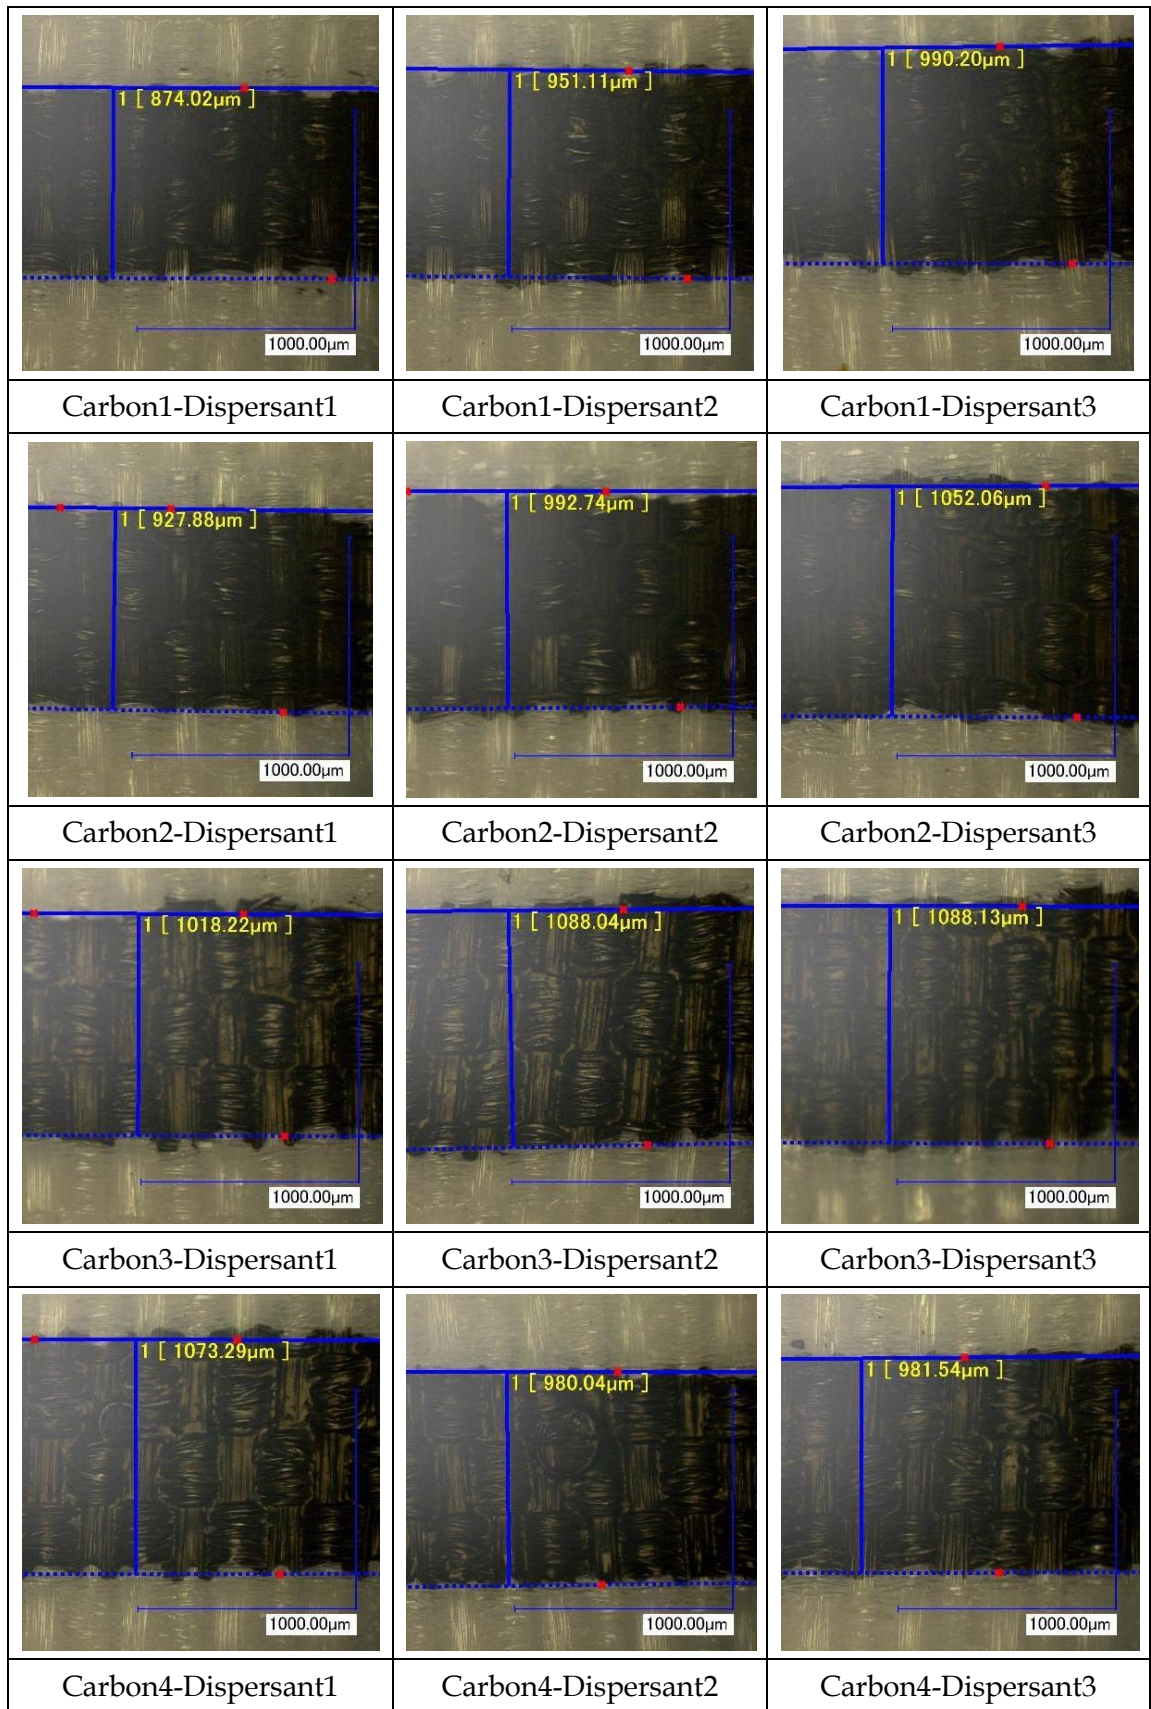 1 [ 874.02μm ]
1000.00μm
1 [ 951.11μm ]
1000.00μm
1 [ 990.20μm ]
1000.00μm
Carbon1-Dispersant1
Carbon1-Dispersant2
Carbon1-Dispersant3
1 [ 927.88μm ]
1000.00μm
1 [ 992.74μm ]
1000.00μm
1 [ 1052.06μm ]
1000.00μm
Carbon2-Dispersant1
Carbon2-Dispersant2
Carbon2-Dispersant3
1 [ 1018.22μm ]
1000.00μm
1 [ 1088.04μm ]
1000.00μm
1 [ 1088.13μm ]
1000.00μm
Carbon3-Dispersant1
Carbon3-Dispersant2
Carbon3-Dispersant3
1 [ 1073.29μm ]
1000.00μm
1 [ 980.04μm ]
1000.00μm
1 [ 981.54μm ]
1000.00μm
Carbon4-Dispersant1
Carbon4-Dispersant2
Carbon4-Dispersant3